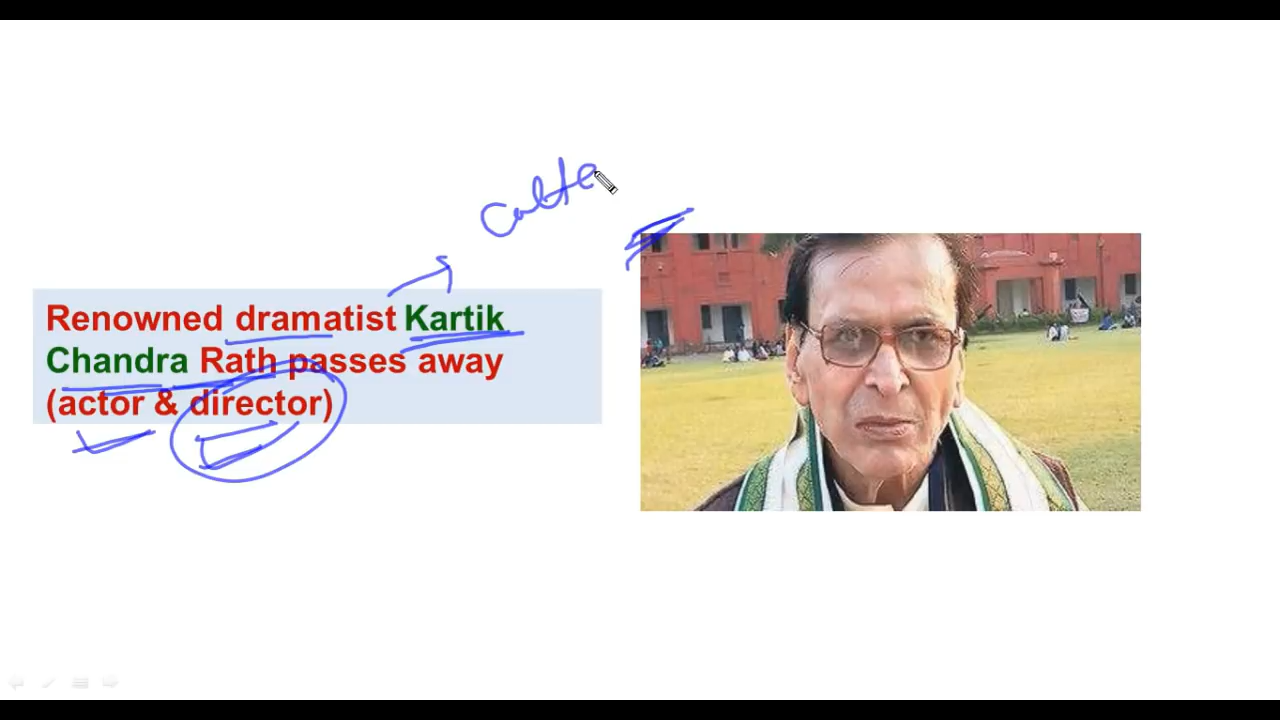 Renowned dramatist Kartik
Chandra Rath passes away
(actor & director)